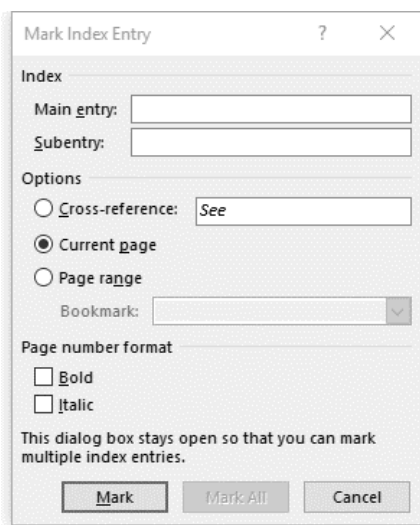 Mark Index Entry ?
Index
Main entry:
Subentry:
Options
Cross-reference: See
Current page
Page range
Bookmark:
Page number format
Bold
Italic
This dialog box stays open so that you can mark
multiple index entries.
Mark Mark All Cancel